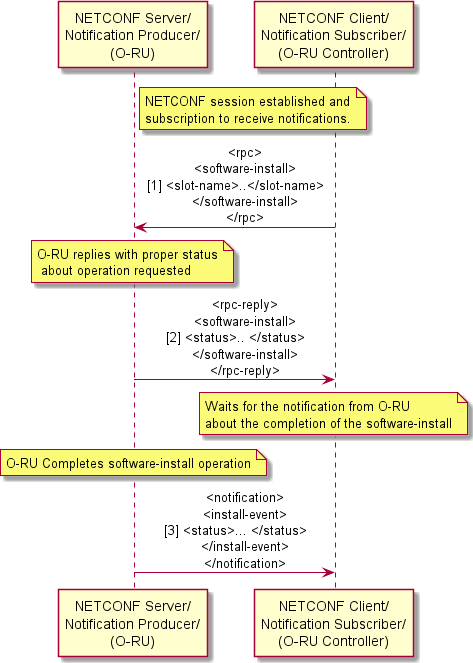 NETCONF Server/
Notification Producer/
(O-RU)
NETCONF Client/
Notification Subscriber/
(O-RU Controller)
NETCONF session established and
subscription to receive notifications.
<rpc>
<software-install>
[1] <slot-name>..</slot-name>
</software-install>
</rpc>
O-RU replies with proper status
about operation requested
<rpc-reply>
<software-install>
[2] <status>.. </status>
</software-install>
</rpc-reply>
Waits for the notification from O-RU
about the completion of the software-install
O-RU Completes software-install operation
<notification>
<install-event>
[3] <status>... </status>
</install-event>
</notification>
NETCONF Server/
Notification Producer/
(O-RU)
NETCONF Client/
Notification Subscriber/
(O-RU Controller)